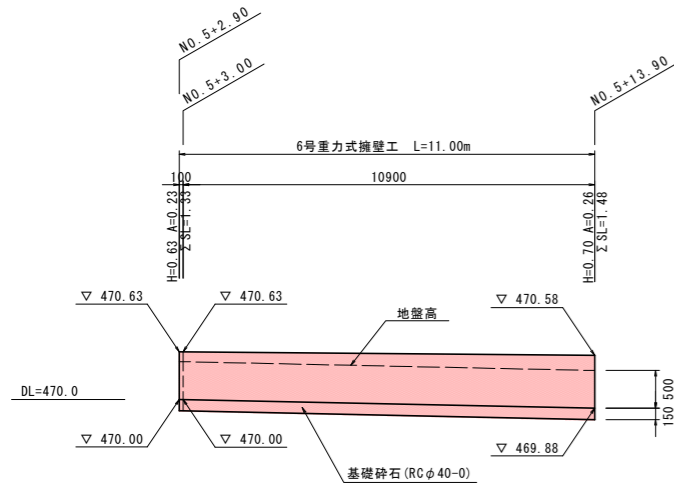 NO.5+2.90
NO.5+3.00
NO.5+13.90
6号重力式擁壁工 L=11.00m
100
10900
H=0.63 A=0.23
ΣSL=1.33
H=0.70 A=0.26
ΣSL=1.48
▽ 470.63
▽ 470.63
▽ 470.58
地盤高
DL=470.0
500
150
▽ 470.00
▽ 470.00
▽ 469.88
基礎砕石(RCφ40-0)